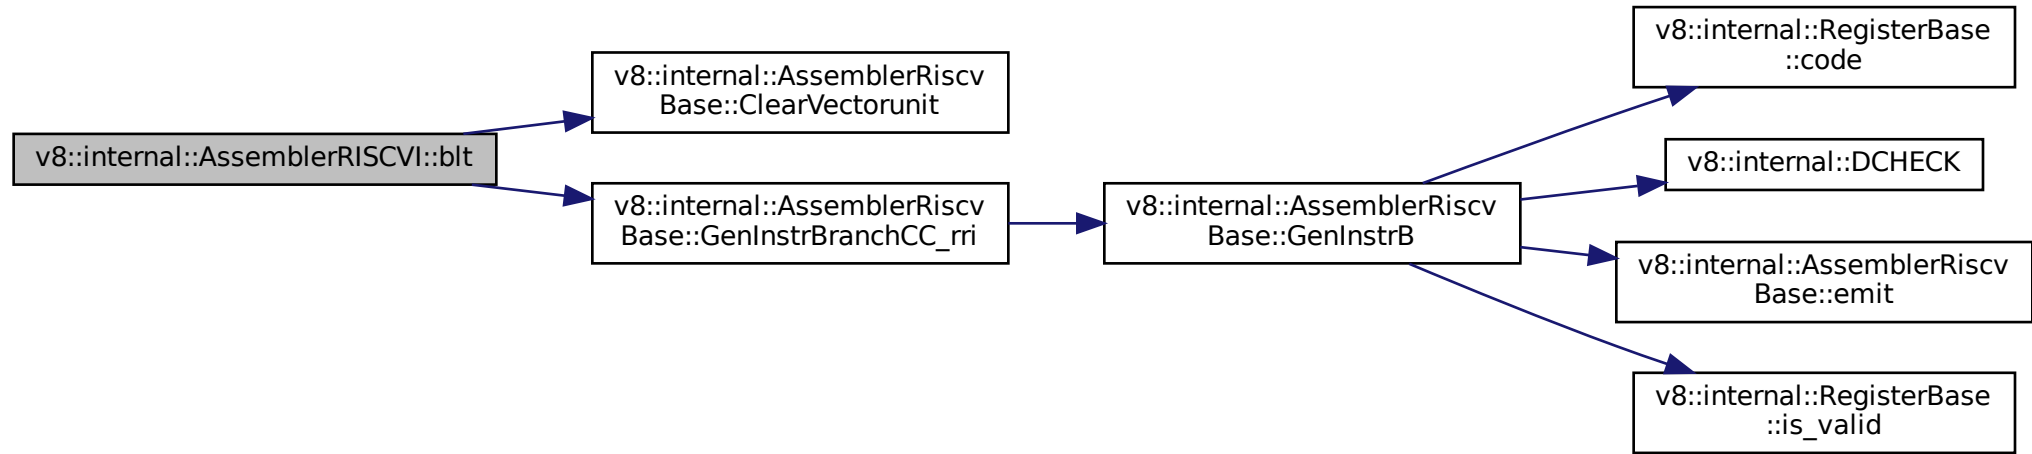 v8::internal::AssemblerRISCVI::blt
v8::internal::AssemblerRiscv
Base::ClearVectorunit
v8::internal::AssemblerRiscv
Base::GenInstrBranchCC_rri
v8::internal::AssemblerRiscv
Base::GenInstrB
v8::internal::RegisterBase
::code
v8::internal::DCHECK
v8::internal::AssemblerRiscv
Base::emit
v8::internal::RegisterBase
::is_valid